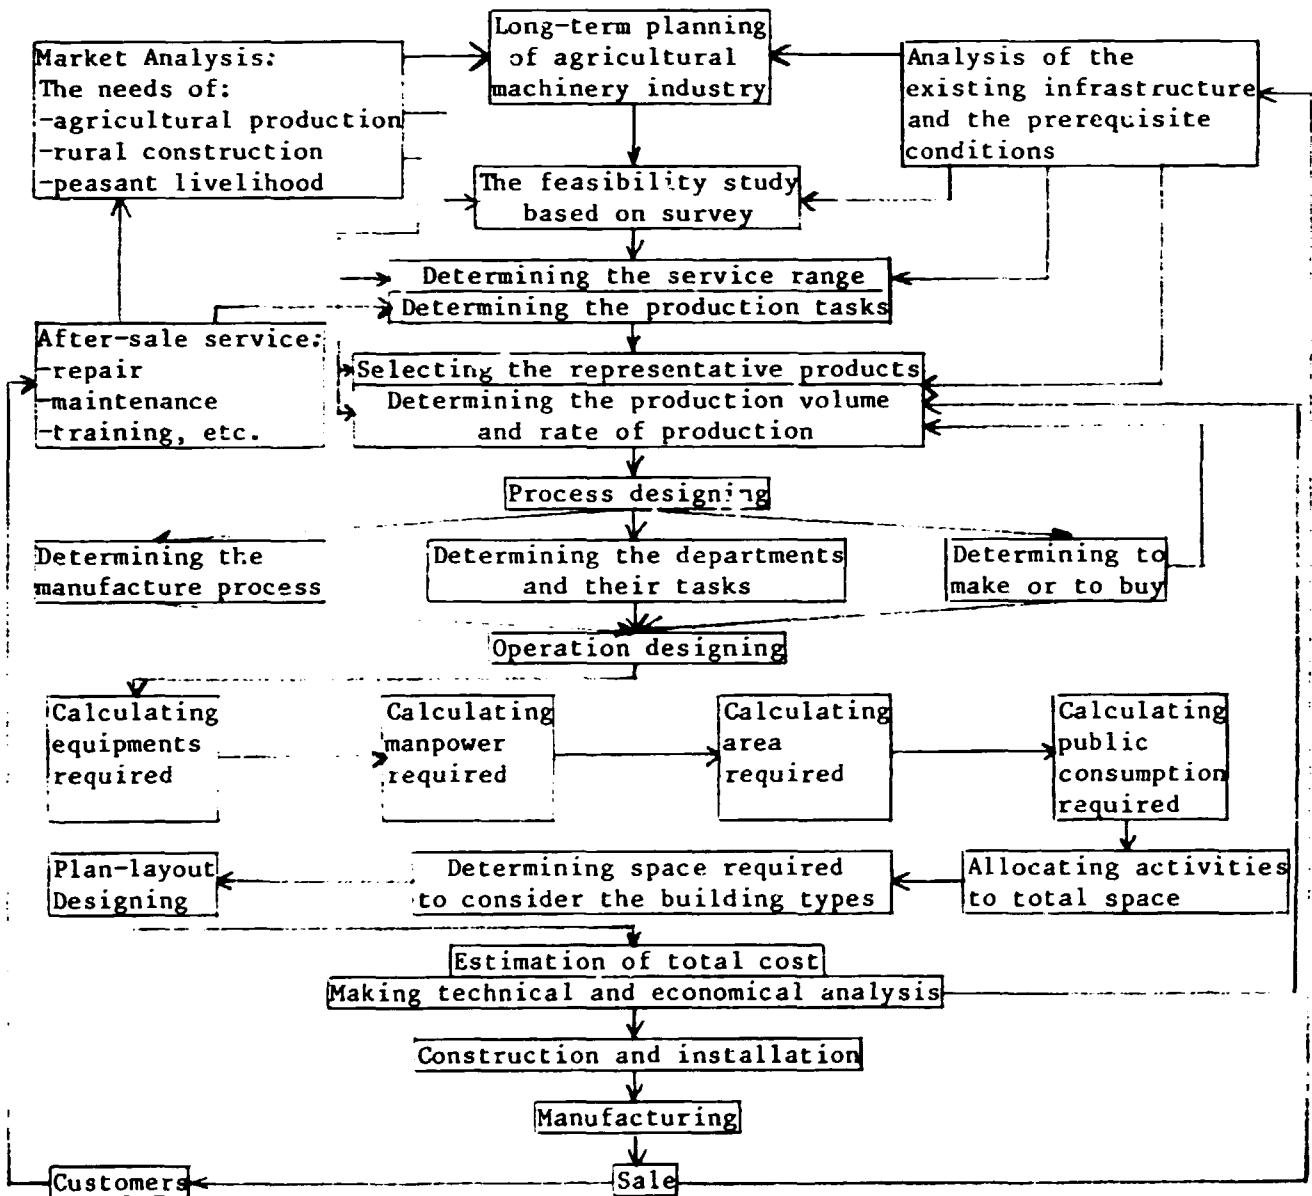 Long-term planning
of agricultural
machinery industry
Market Analysis:
The needs of:
-agricultural production
-rural construction
-peasant livelihood
Analysis of the
existing infrastructure
and the prerequisite
conditions
The feasibility study
based on survey
Determining the service range
Determining the production tasks
After-sale service:
-repair
-maintenance
-training, etc.
Selecting the representative products
Determining the production volume
and rate of production
Process designing
Determining the
manufacture process
Determining the departments
and their tasks
Determining to
make or to buy
Operation designing
Calculating
equipments
required
Calculating
manpower
required
Calculating
area
required
Calculating
public
consumption
required
Plan-layout
Designing
Determining space required
to consider the building types
Allocating activities
to total space
Estimation of total cost
Making technical and economical analysis
Construction and installation
Manufacturing
Customers
Sale